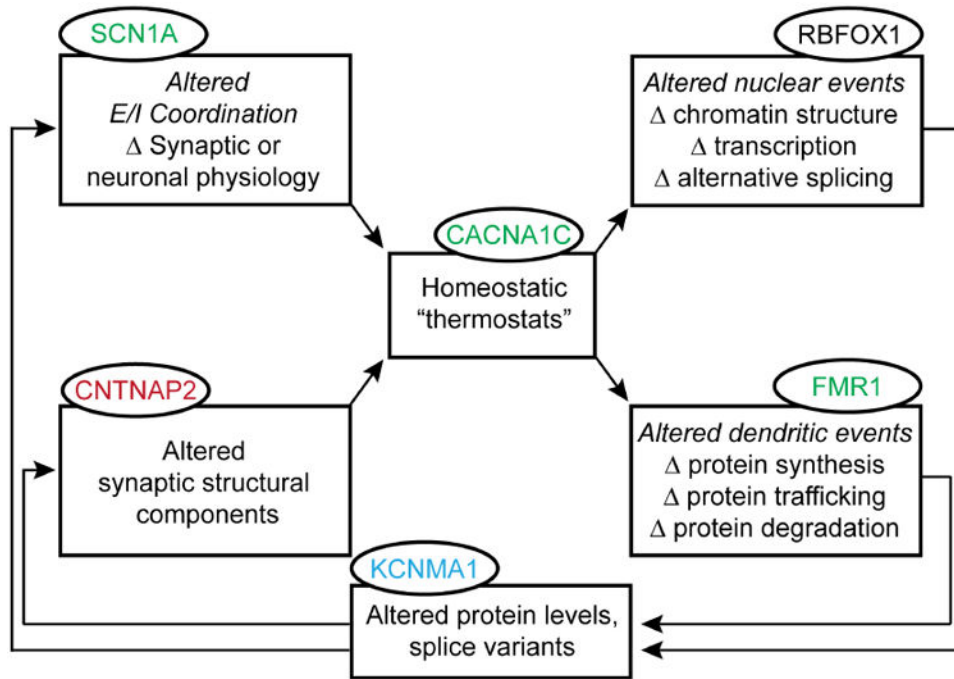 SCN1A
Altered
E/I Coordination
Δ Synaptic or
neuronal physiology
RBFOX1
Altered nuclear events
Δ chromatin structure
Δ transcription
Δ alternative splicing
CACNA1C
Homeostatic
“thermostats”
CNTNAP2
Altered
synaptic structural
components
FMR1
Altered dendritic events
Δ protein synthesis
Δ protein trafficking
Δ protein degradation
KCNMA1
Altered protein levels,
splice variants